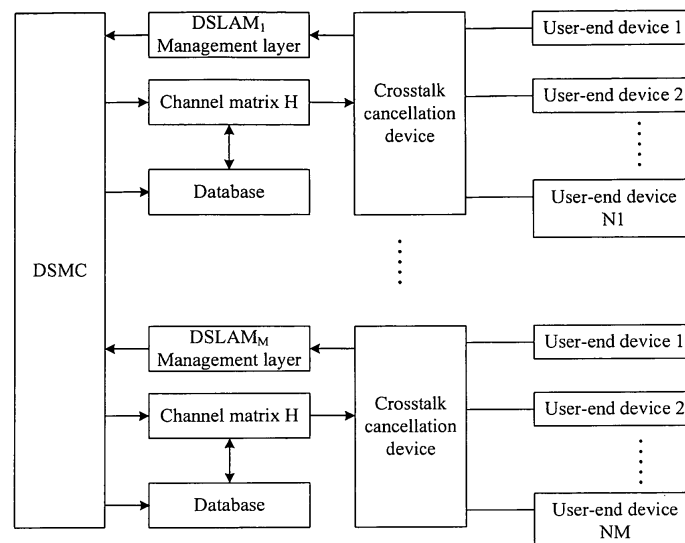 DSMC
DSLAM₁
Management layer
Channel matrix H
Database
Crosstalk
cancellation
device
User-end device 1
User-end device 2
User-end device
N1
DSLAMM
Management layer
Channel matrix H
Database
Crosstalk
cancellation
device
User-end device 1
User-end device 2
User-end device
NM